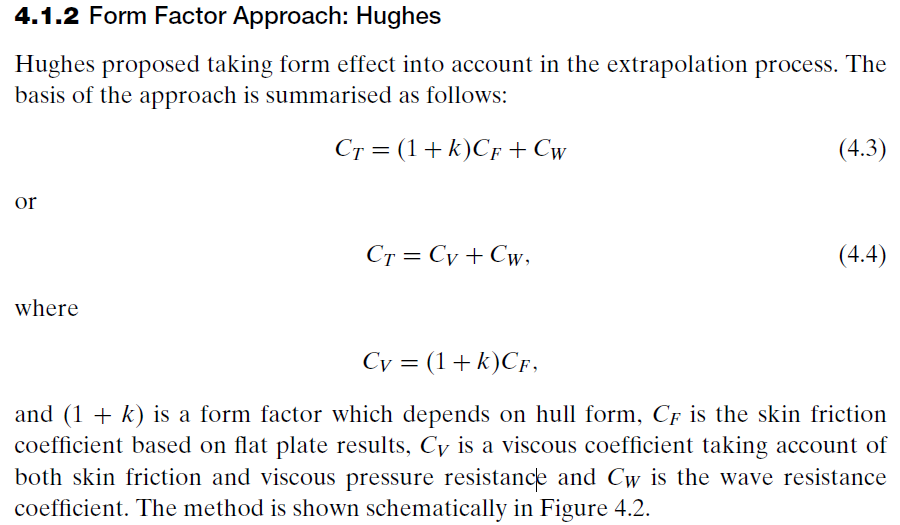 4.1.2 Form Factor Approach: Hughes
Hughes proposed taking form effect into account in the extrapolation process. The
basis of the approach is summarised as follows:
C_T = (1 + k)C_F + C_W (4.3)
or
C_T = C_V + C_W, (4.4)
where
C_V = (1 + k)C_F,
and (1 + k) is a form factor which depends on hull form, C_F is the skin friction
coefficient based on flat plate results, C_V is a viscous coefficient taking account of
both skin friction and viscous pressure resistance and C_W is the wave resistance
coefficient. The method is shown schematically in Figure 4.2.